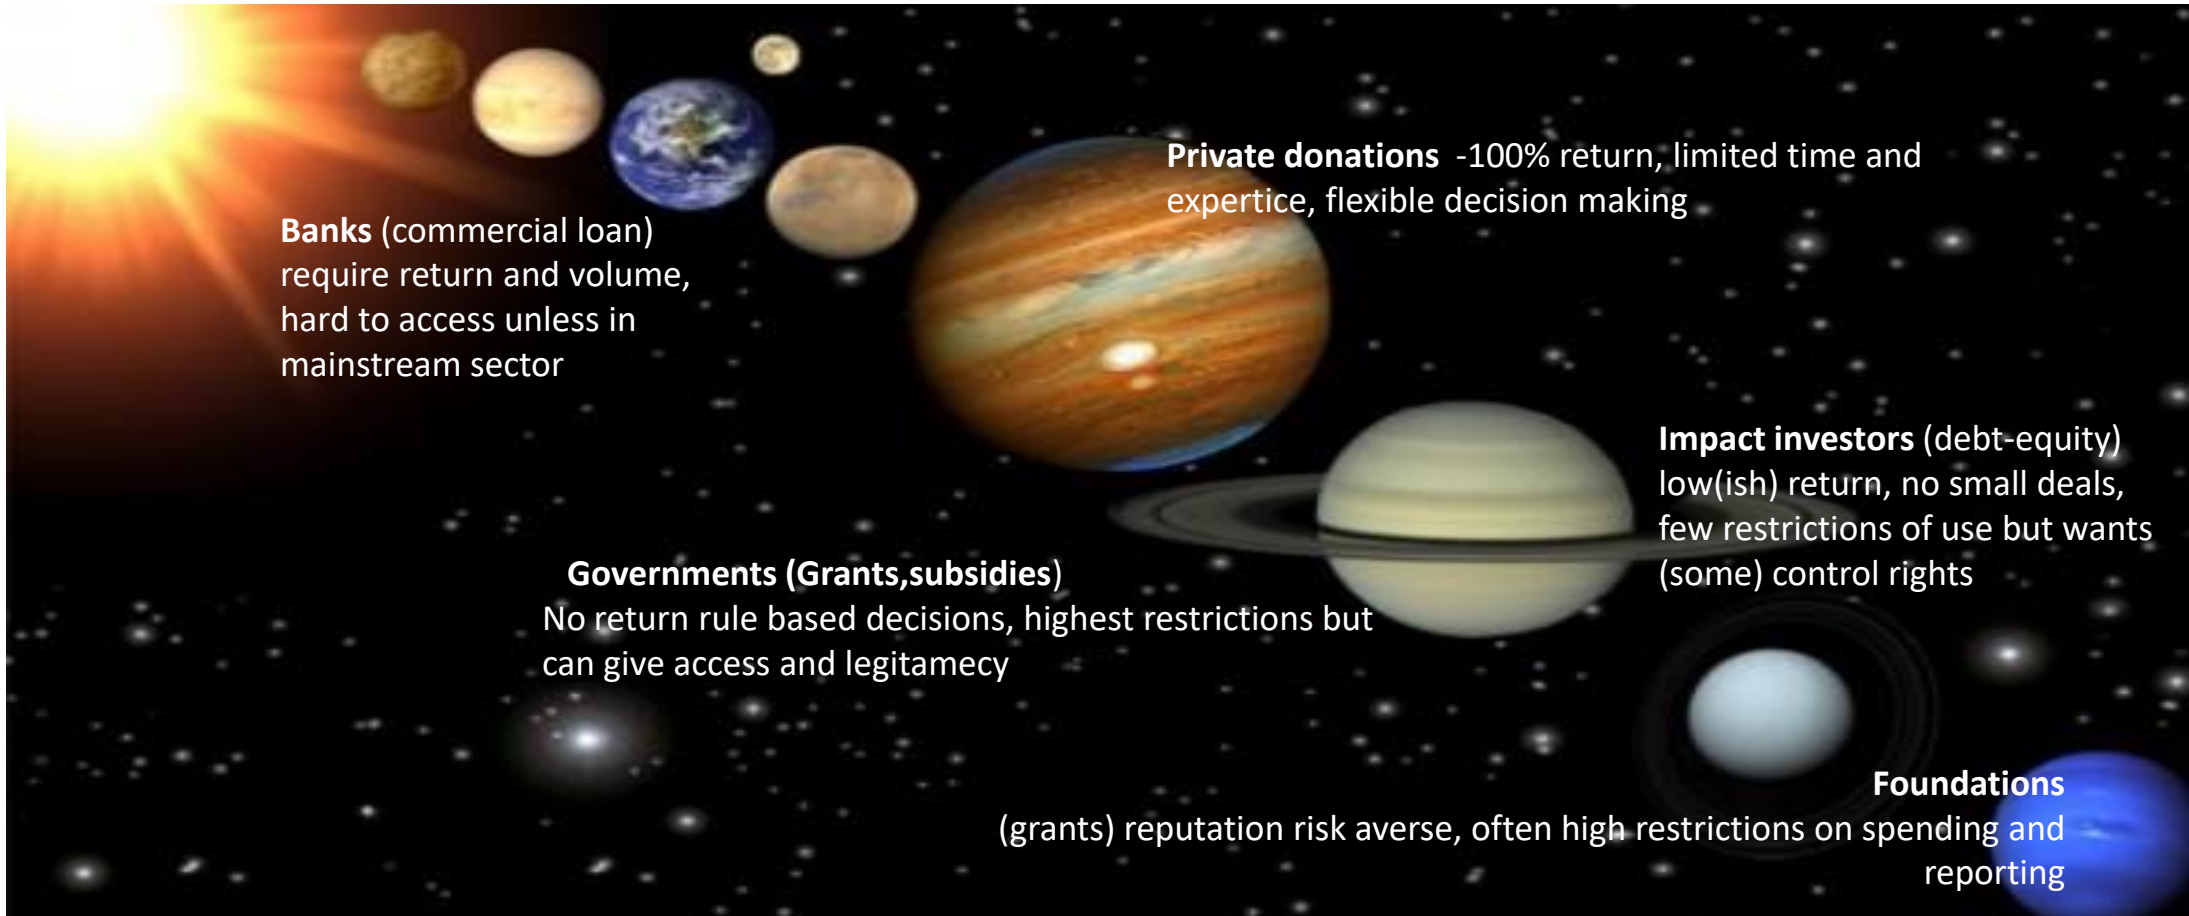 Private donations -100% return, limited time and
expertice, flexible decision making
Banks (commercial loan)
require return and volume,
hard to access unless in
mainstream sector
Impact investors (debt-equity)
low(ish) return, no small deals,
few restrictions of use but wants
(some) control rights
Governments (Grants,subsidies)
No return rule based decisions, highest restrictions but
can give access and legitamecy
Foundations
(grants) reputation risk averse, often high restrictions on spending and
reporting